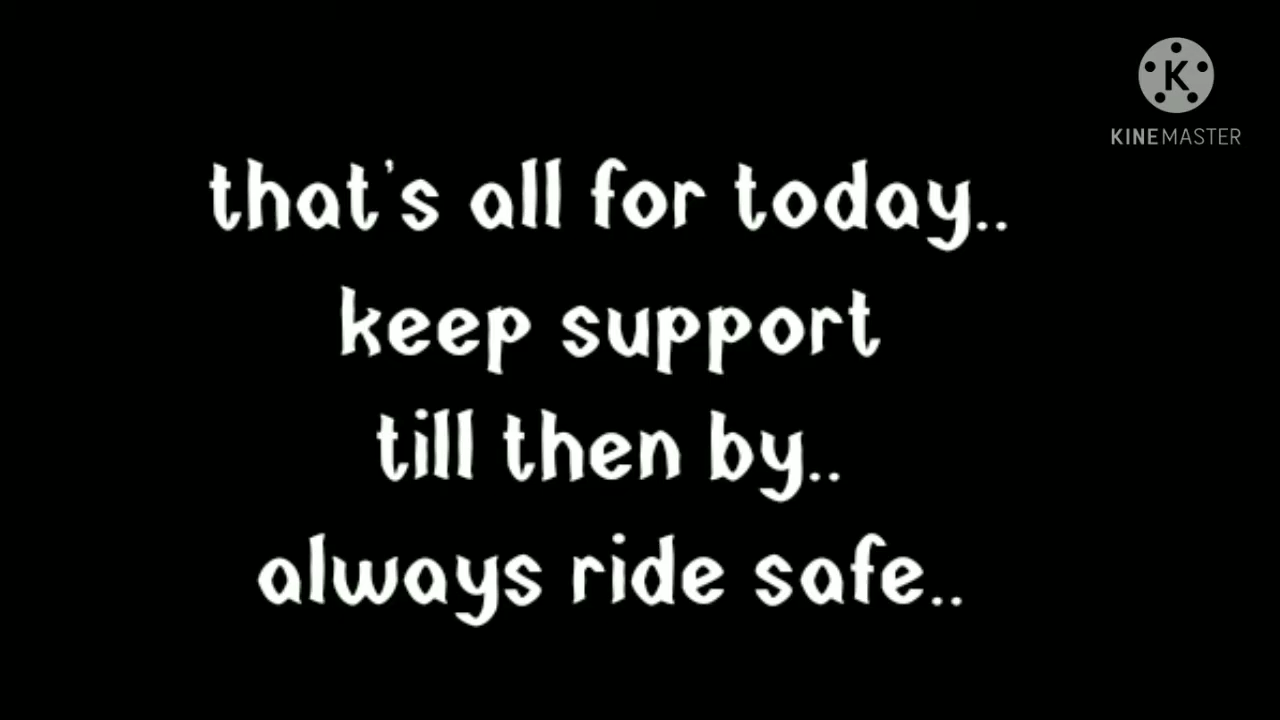 K
KINEMASTER
that's all for today..
keep support
till then by..
always ride safe..